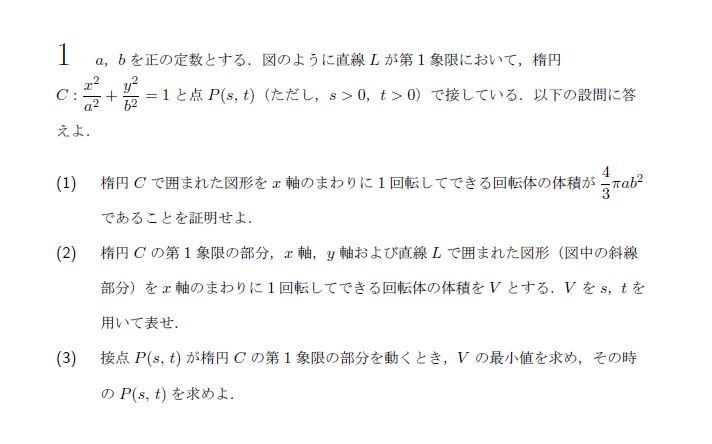 1 a，b を正の定数とする．図のように直線 L が第 1 象限において，楕円
C : x²/a² + y²/b² = 1 と点 P(s, t)（ただし，s > 0，t > 0）で接している．以下の設問に答
えよ．
(1) 楕円 C で囲まれた図形を x 軸のまわりに 1 回転してできる回転体の体積が 4/3 πab²
であることを証明せよ．
(2) 楕円 C の第 1 象限の部分，x 軸，y 軸および直線 L で囲まれた図形（図中の斜線
部分）を x 軸のまわりに 1 回転してできる回転体の体積を V とする．V を s，t を
用いて表せ．
(3) 接点 P(s, t) が楕円 C の第 1 象限の部分を動くとき，V の最小値を求め，その時
の P(s, t) を求めよ．